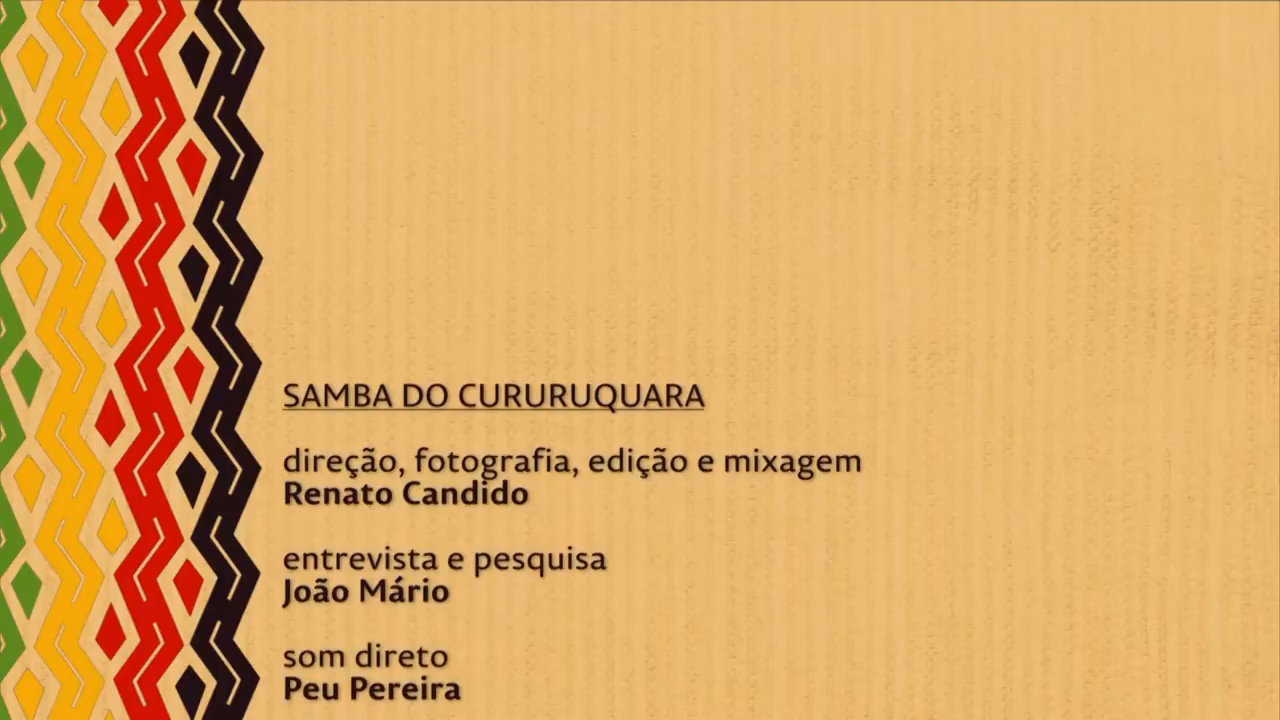 SAMBA DO CURURUQUARA
direção, fotografia, edição e mixagem
Renato Candido
entrevista e pesquisa
João Mário
som direto
Peu Pereira